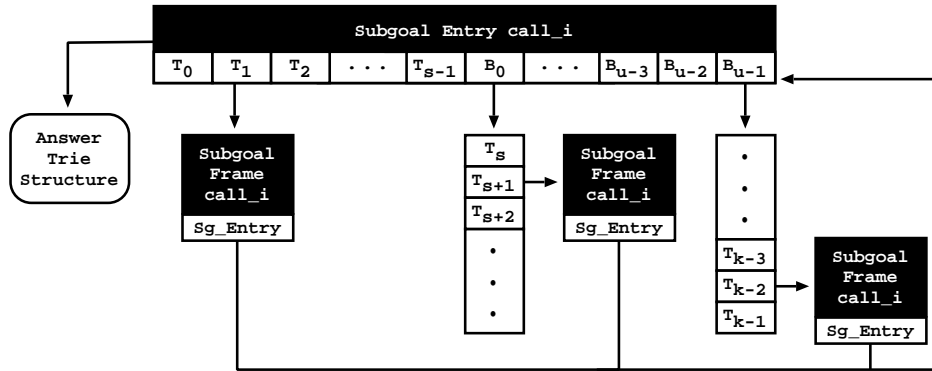 Subgoal Entry call_i
T0 T1 T2 ... Ts-1 B0 ... Bu-3 Bu-2 Bu-1
Answer
Trie
Structure
Subgoal
Frame
call_i
Sg_Entry
Ts
Ts+1
Ts+2
Subgoal
Frame
call_i
Sg_Entry
Tk-3
Tk-2
Tk-1
Subgoal
Frame
call_i
Sg_Entry